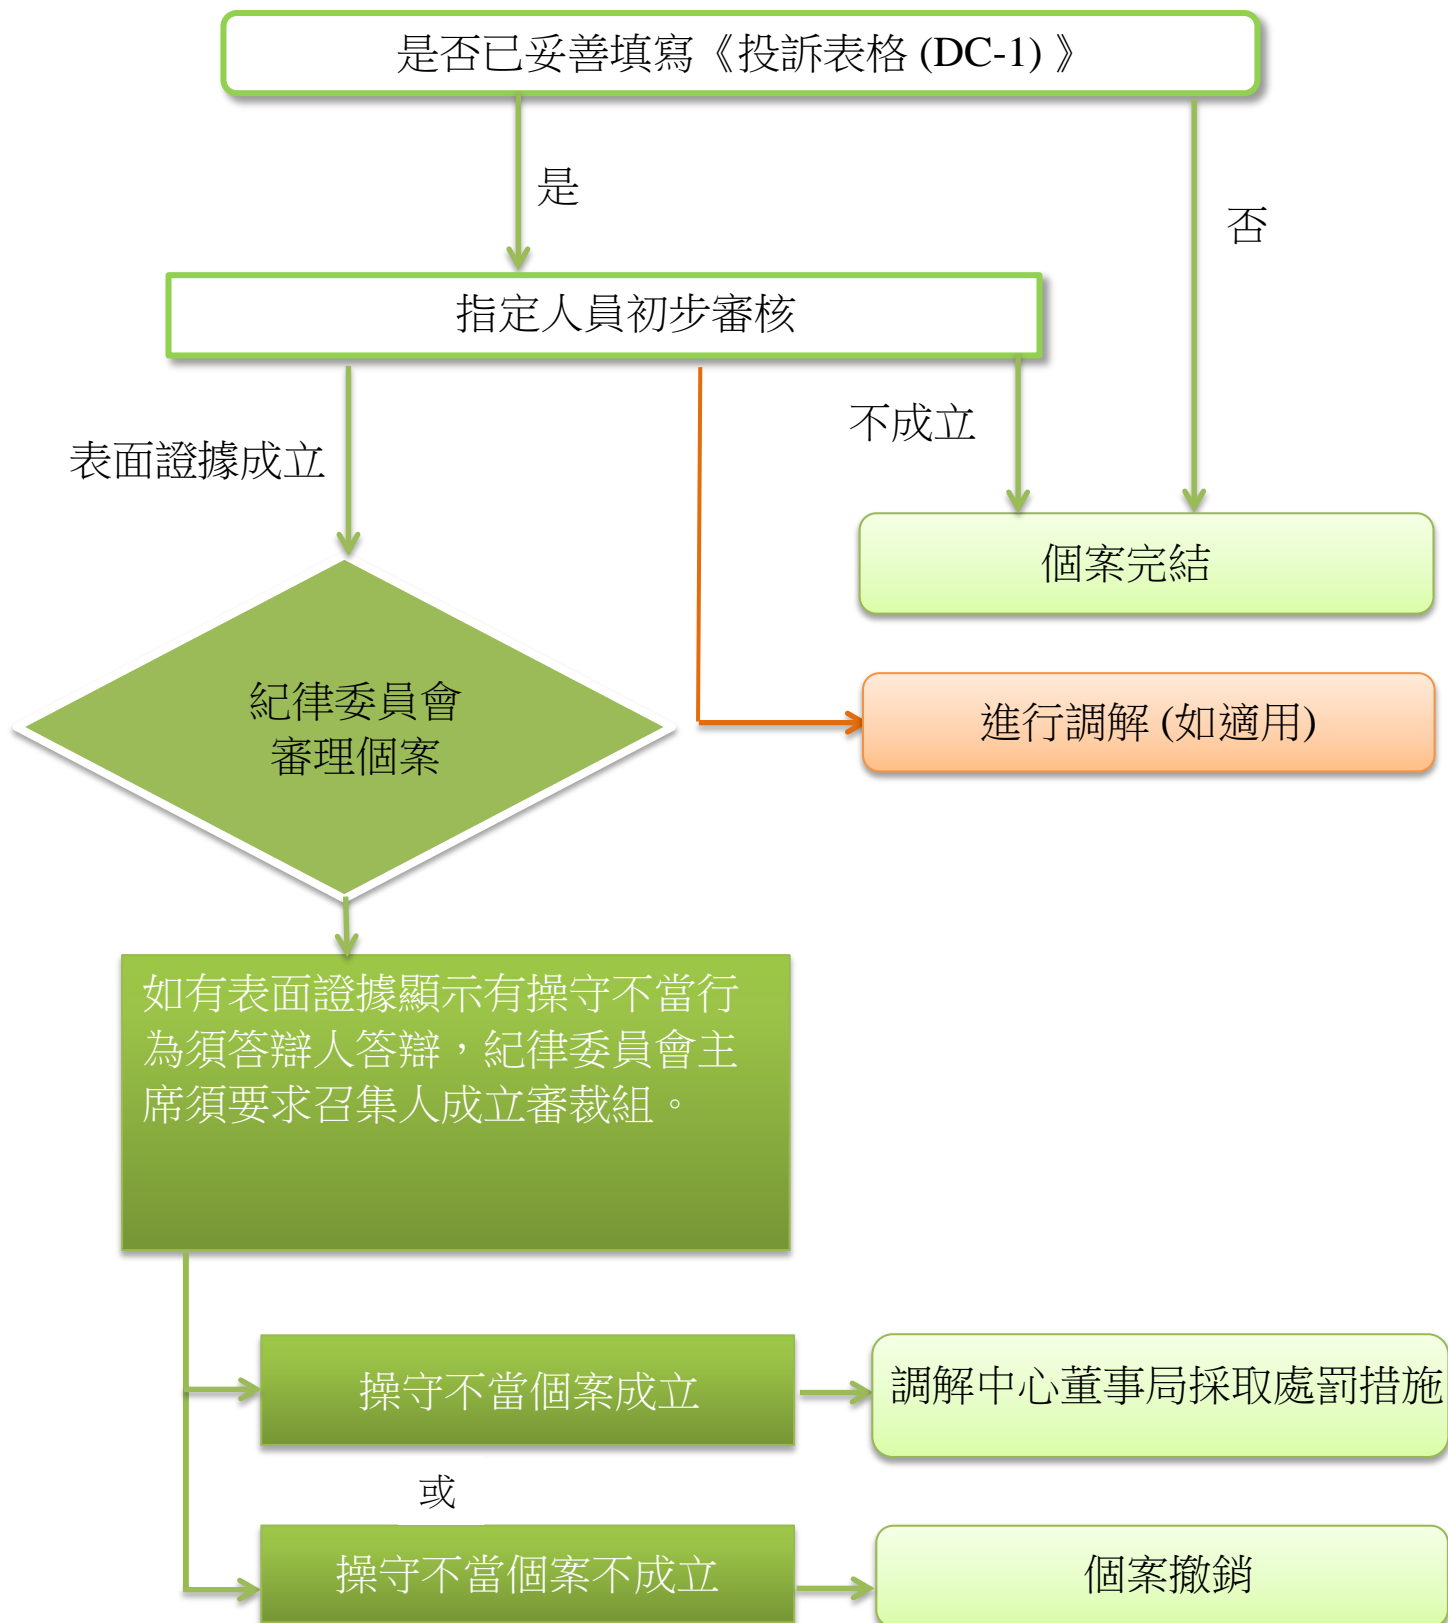 是否已妥善填寫《投訴表格 (DC-1) 》
是
否
指定人員初步審核
不成立
表面證據成立
個案完結
紀律委員會
審理個案
進行調解 (如適用)
如有表面證據顯示有操守不當行
為須答辯人答辯，紀律委員會主
席須要求召集人成立審裁組。
操守不當個案成立
調解中心董事局採取處罰措施
或
操守不當個案不成立
個案撤銷